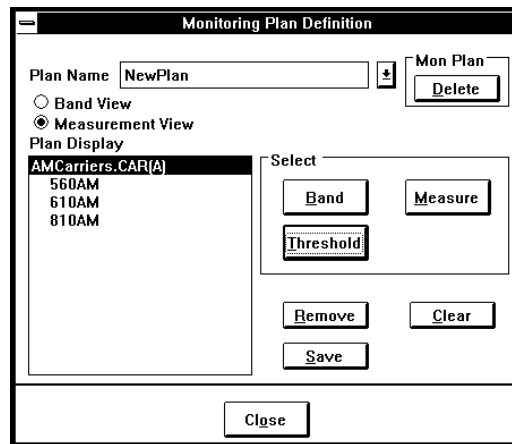 Monitoring Plan Definition
Plan Name NewPlan
Mon Plan
Delete
Band View
Measurement View
Plan Display
AMCarriers.CAR(A)
560AM
610AM
810AM
Select
Band Measure
Threshold
Remove Clear
Save
Close